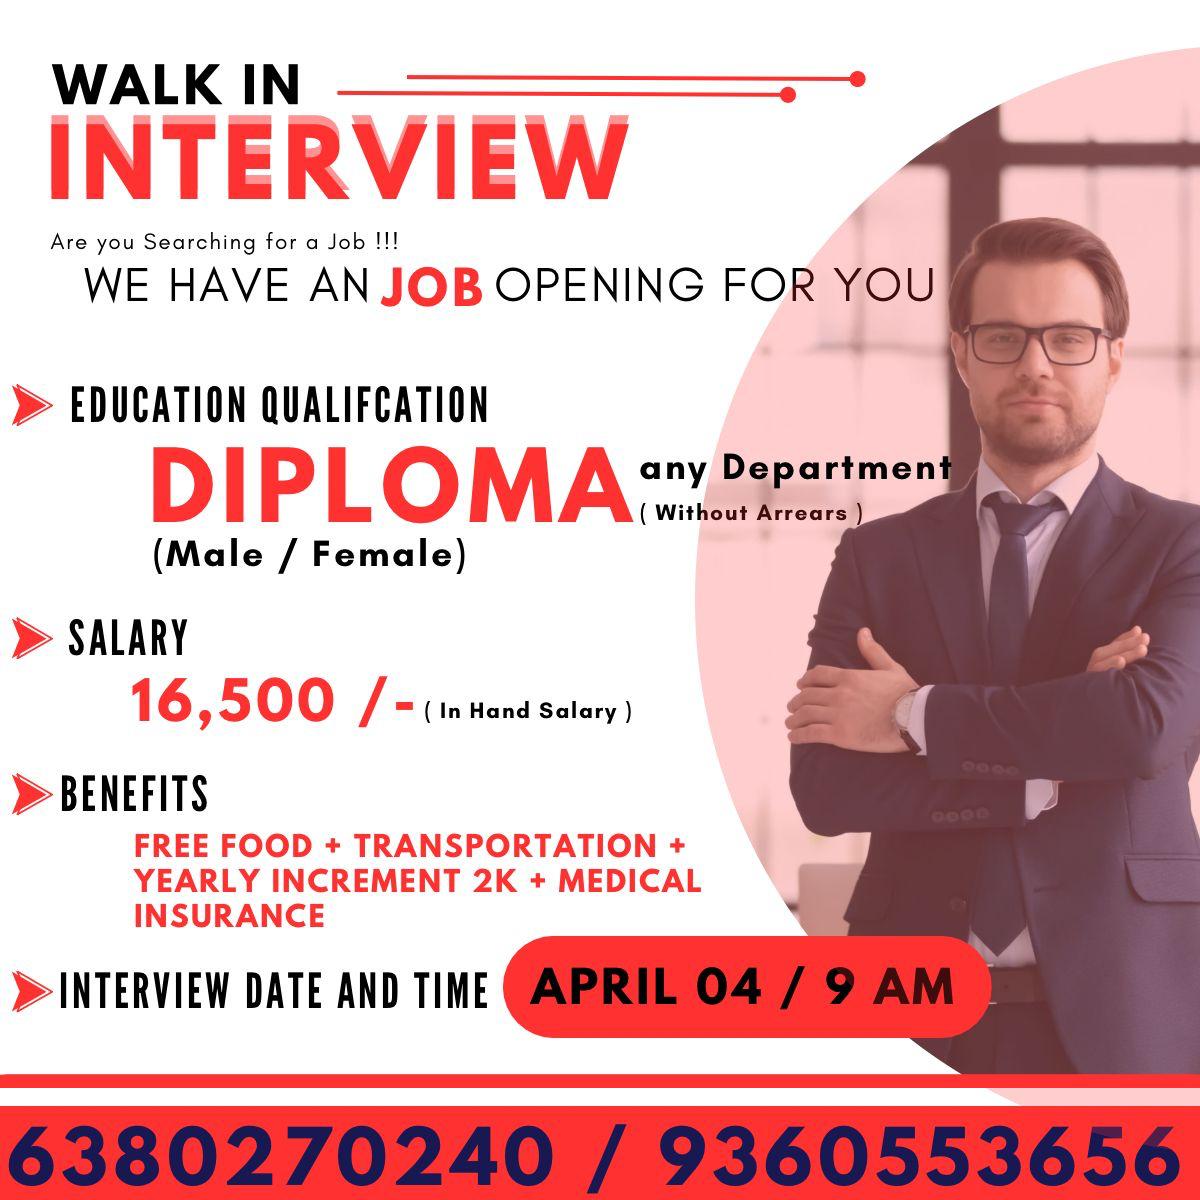 WALK IN
INTERVIEW
Are you Searching for a Job !!!
WE HAVE AN JOB OPENING FOR YOU
EDUCATION QUALIFCATION
DIPLOMA any Department
( Without Arrears )
(Male / Female)
SALARY
16,500 /- ( In Hand Salary )
BENEFITS
FREE FOOD + TRANSPORTATION +
YEARLY INCREMENT 2K + MEDICAL
INSURANCE
INTERVIEW DATE AND TIME APRIL 04 / 9 AM
6380270240 / 9360553656